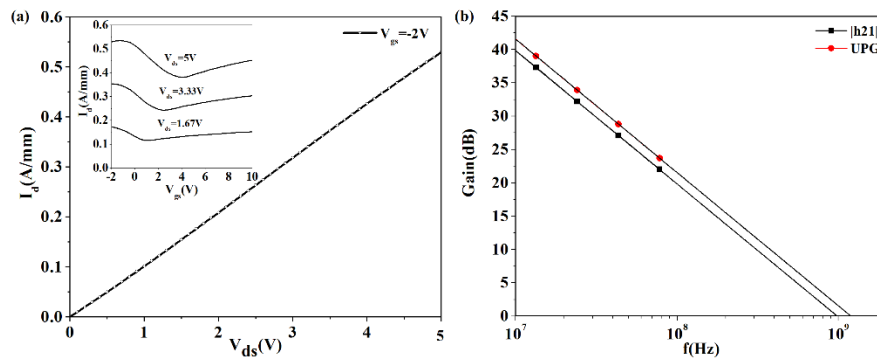 (a)
0.6
0.5
0.4
0.3
0.2
0.1
0.0
I_d(A/mm)
0 1 2 3 4 5
V_ds(V)
V_gs=-2V
0.6
0.5
0.4
0.3
0.2
0.1
0.0
I_d(A/mm)
V_ds=5V
V_ds=3.33V
V_ds=1.67V
-2 0 2 4 6 8 10
V_gs(V)
(b)
45
40
35
30
25
20
15
10
5
0
Gain(dB)
|h21|
UPG
10^7 10^8 10^9
f(Hz)